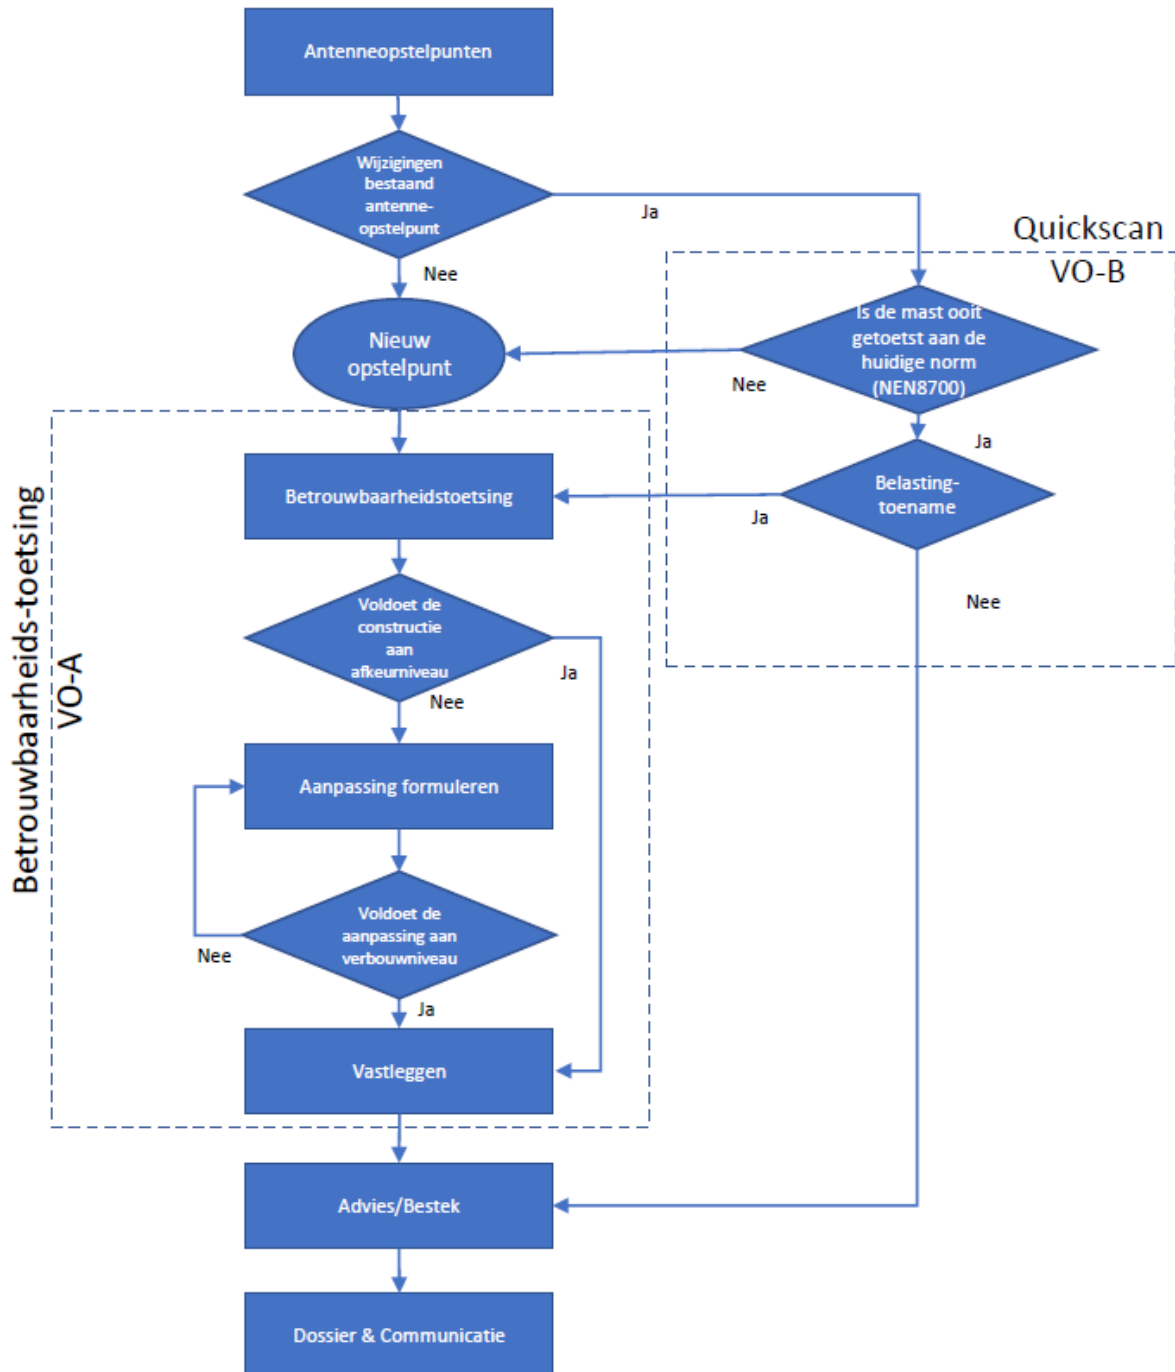 Antenneopstelpunten
Wijzigingen
bestaand
antenne-
opstelpunt
Ja
Nee
Quickscan
VO-B
Is de mast ooit
getoetst aan de
huidige norm
(NEN8700)
Nee
Ja
Nieuw
opstelpunt
Belasting-
toename
Ja
Nee
Betrouwbaarheids-toetsing
VO-A
Betrouwbaarheidstoetsing
Voldoet de
constructie
aan
afkeurniveau
Ja
Nee
Aanpassing formuleren
Voldoet de
aanpassing aan
verbouwniveau
Nee
Ja
Vastleggen
Advies/Bestek
Dossier & Communicatie